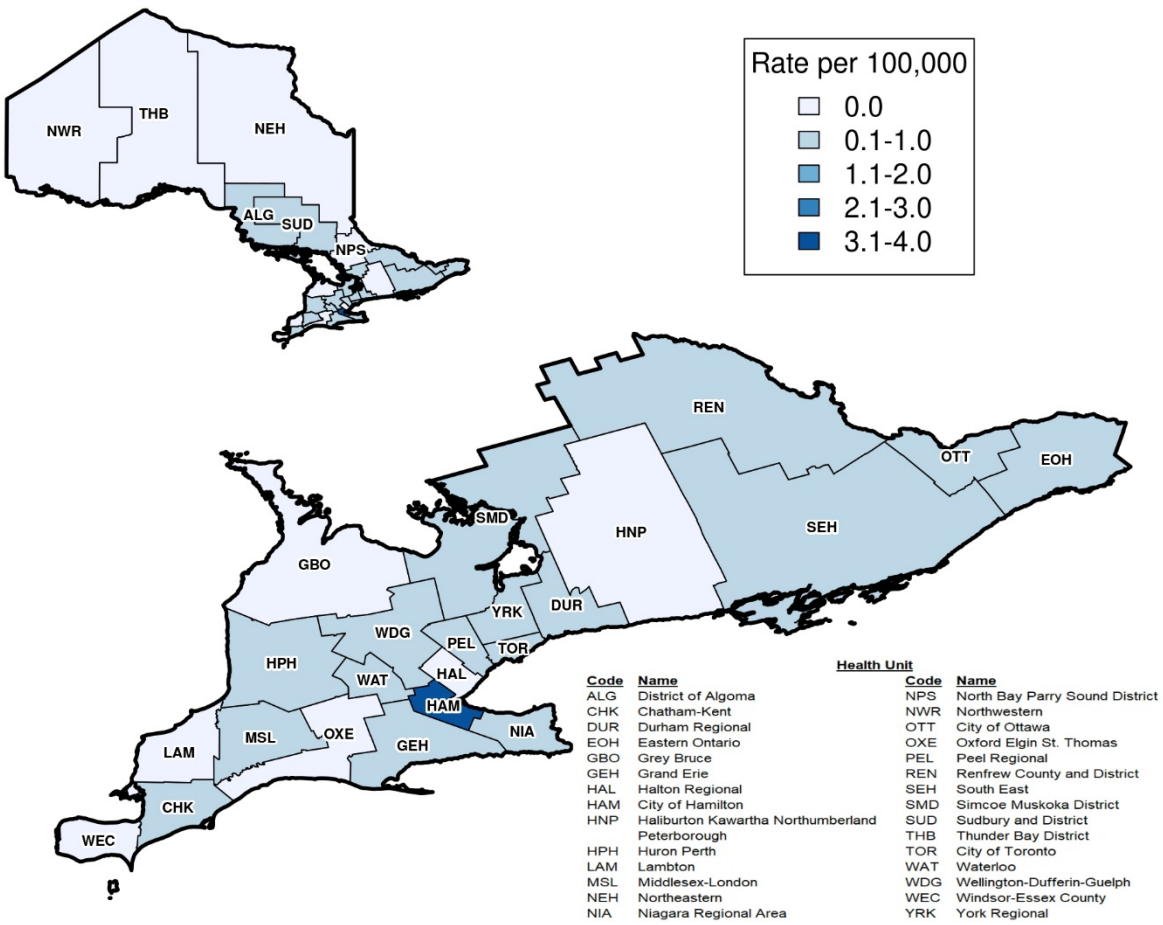 Rate per 100,000
0.0
0.1-1.0
1.1-2.0
2.1-3.0
3.1-4.0
NWR
THB
NEH
ALG
SUD
NPS
REN
OTT
EOH
SMD
HNP
SEH
GBO
YRK
DUR
WDG
PEL
TOR
HPH
WAT
HAL
HAM
MSL
OXE
GEH
NIA
LAM
CHK
WEC
Health Unit
Code Name
ALG District of Algoma
CHK Chatham-Kent
DUR Durham Regional
EOH Eastern Ontario
GBO Grey Bruce
GEH Grand Erie
HAL Halton Regional
HAM City of Hamilton
HNP Haliburton Kawartha Northumberland
Peterborough
HPH Huron Perth
LAM Lambton
MSL Middlesex-London
NEH Northeastern
NIA Niagara Regional Area
Code Name
NPS North Bay Parry Sound District
NWR Northwestern
OTT City of Ottawa
OXE Oxford Elgin St. Thomas
PEL Peel Regional
REN Renfrew County and District
SEH South East
SMD Simcoe Muskoka District
SUD Sudbury and District
THB Thunder Bay District
TOR City of Toronto
WAT Waterloo
WDG Wellington-Dufferin-Guelph
WEC Windsor-Essex County
YRK York Regional